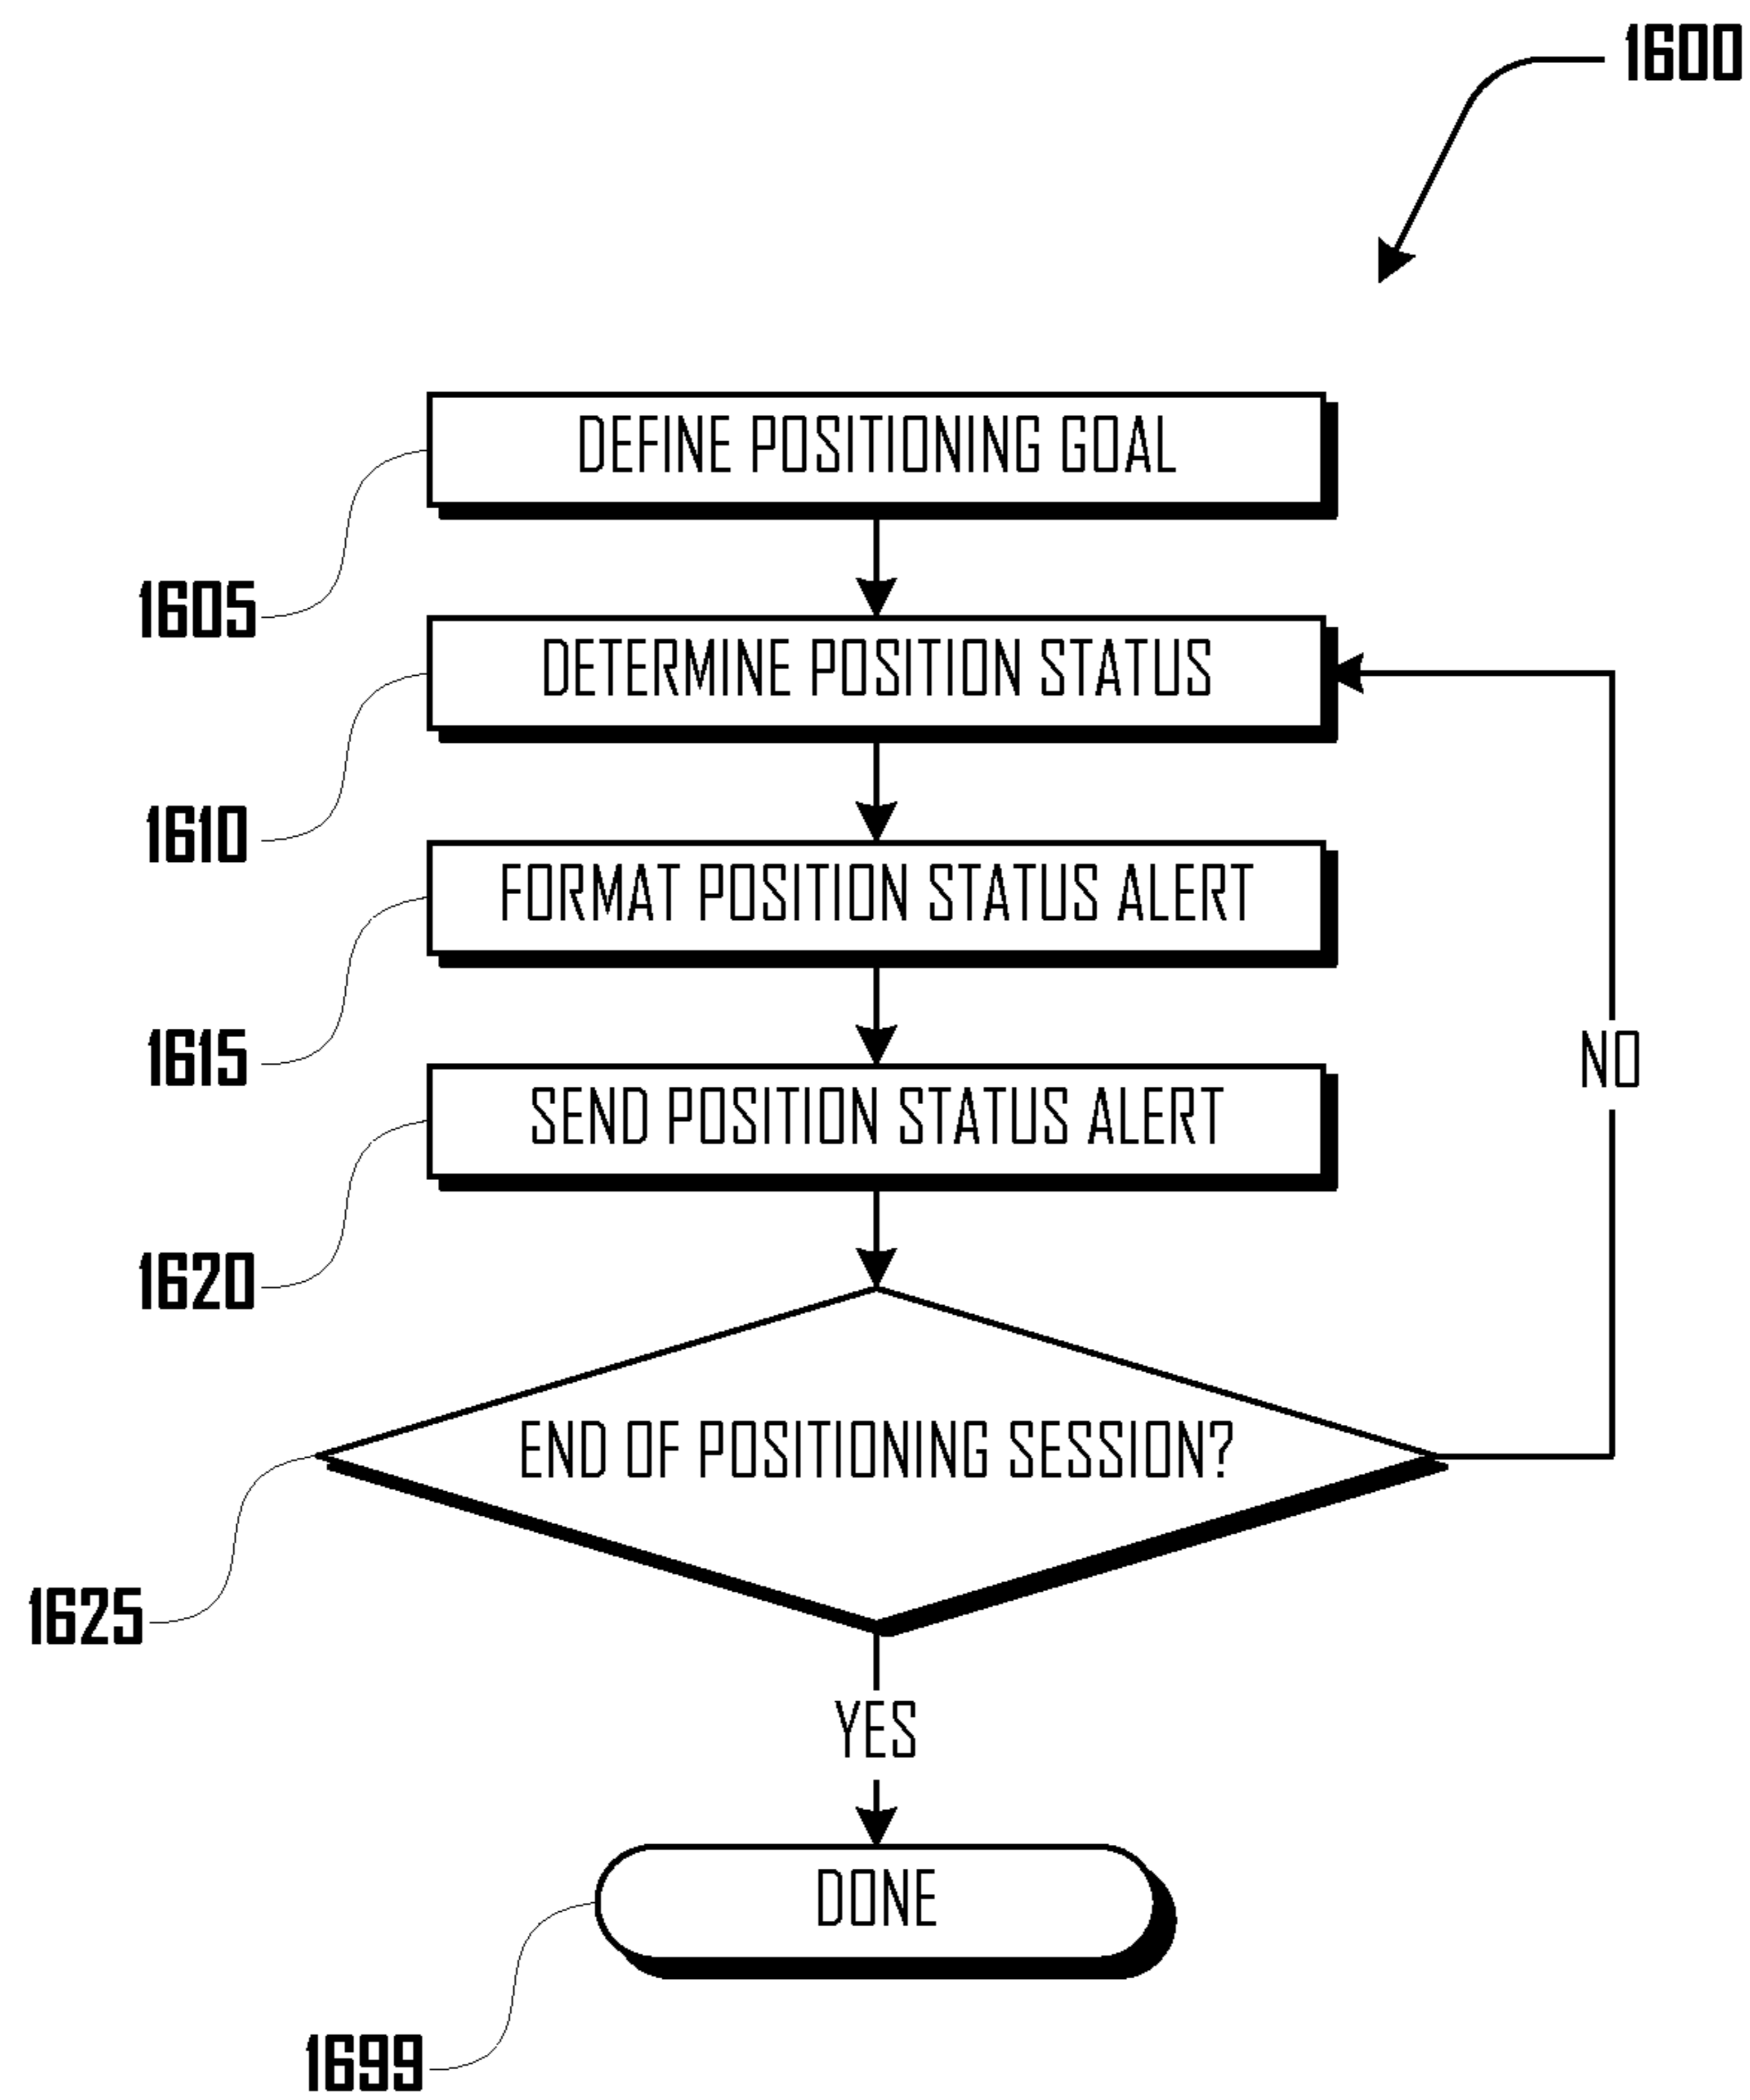 1600
DEFINE POSITIONING GOAL
1605
DETERMINE POSITION STATUS
1610
FORMAT POSITION STATUS ALERT
1615
NO
SEND POSITION STATUS ALERT
1620
END OF POSITIONING SESSION?
1625
YES
DONE
1699